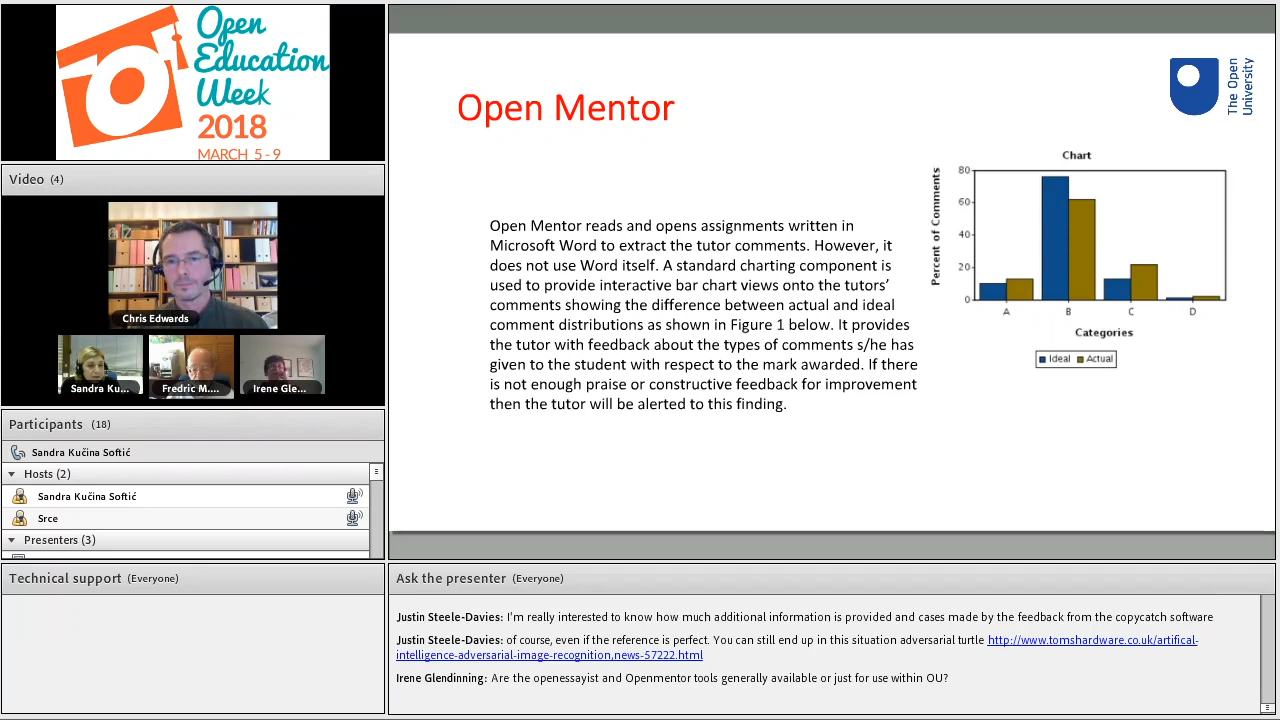 Open
Education
Week
2018
MARCH 5-9
Video (4)
Chris Edwards
Sandra Ku...
Fredric M....
Irene Gle...
Participants (18)
Sandra Kučina Softić
Hosts (2)
Sandra Kučina Softić
Srce
Presenters (3)
Technical support (Everyone)
Open Mentor
The Open
University
Open Mentor reads and opens assignments written in
Microsoft Word to extract the tutor comments. However, it
does not use Word itself. A standard charting component is
used to provide interactive bar chart views onto the tutors’
comments showing the difference between actual and ideal
comment distributions as shown in Figure 1 below. It provides
the tutor with feedback about the types of comments s/he has
given to the student with respect to the mark awarded. If there
is not enough praise or constructive feedback for improvement
then the tutor will be alerted to this finding.
Chart
Percent of Comments
80
60
40
20
0
A B C D
Categories
Ideal Actual
Ask the presenter (Everyone)
Justin Steele-Davies: I'm really interested to know how much additional information is provided and cases made by the feedback from the copycatch software
Justin Steele-Davies: of course, even if the reference is perfect. You can still end up in this situation adversarial turtle http://www.tomshardware.co.uk/artifical-
intelligence-adversarial-image-recognition,news-57222.html
Irene Glendinning: Are the openessayist and Openmentor tools generally available or just for use within OU?